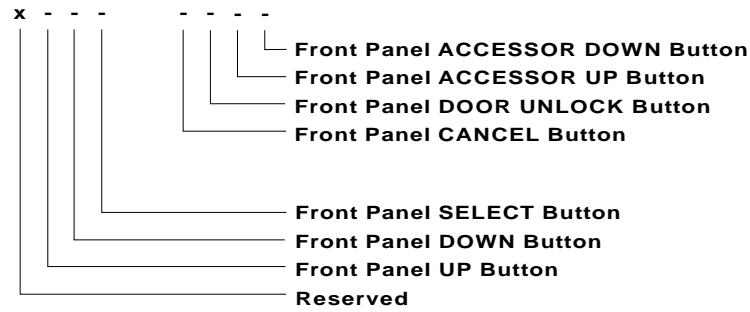 x - - - - - - -
Front Panel ACCESSOR DOWN Button
Front Panel ACCESSOR UP Button
Front Panel DOOR UNLOCK Button
Front Panel CANCEL Button
Front Panel SELECT Button
Front Panel DOWN Button
Front Panel UP Button
Reserved